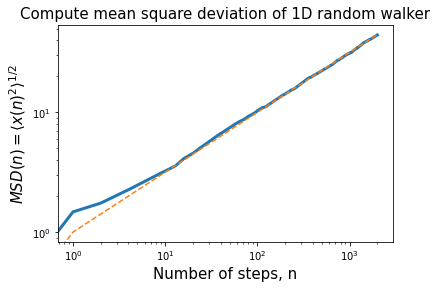 Compute mean square deviation of 1D random walker
MSD(n) = ⟨x(n)²⟩^{1/2}
10¹
10⁰
10⁰ 10¹ 10² 10³
Number of steps, n